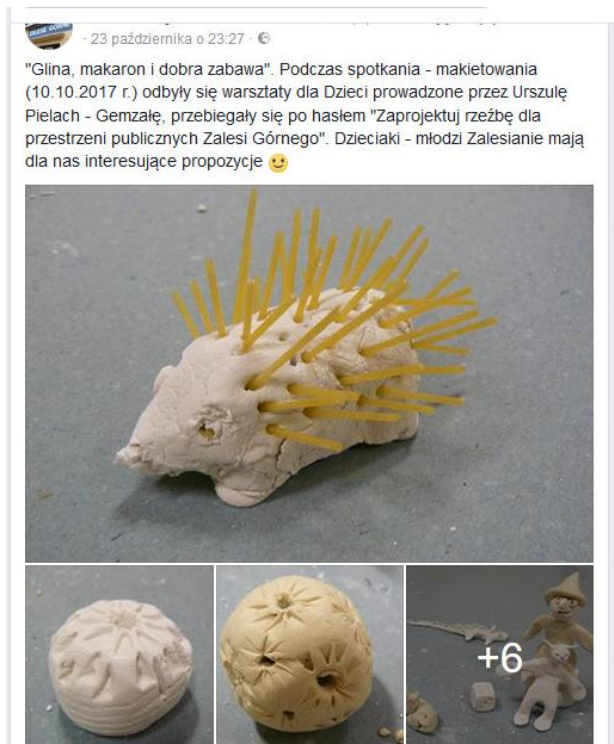 23 października o 23:27 ·
"Glina, makaron i dobra zabawa". Podczas spotkania - makietowania
(10.10.2017 r.) odbyły się warsztaty dla Dzieci prowadzone przez Urszulę
Pielach - Gemzałę, przebiegały się po hasłem "Zaprojektuj rzeźbę dla
przestrzeni publicznych Zalesi Górnego". Dzieciaki - młodzi Zalesianie mają
dla nas interesujące propozycje
+6